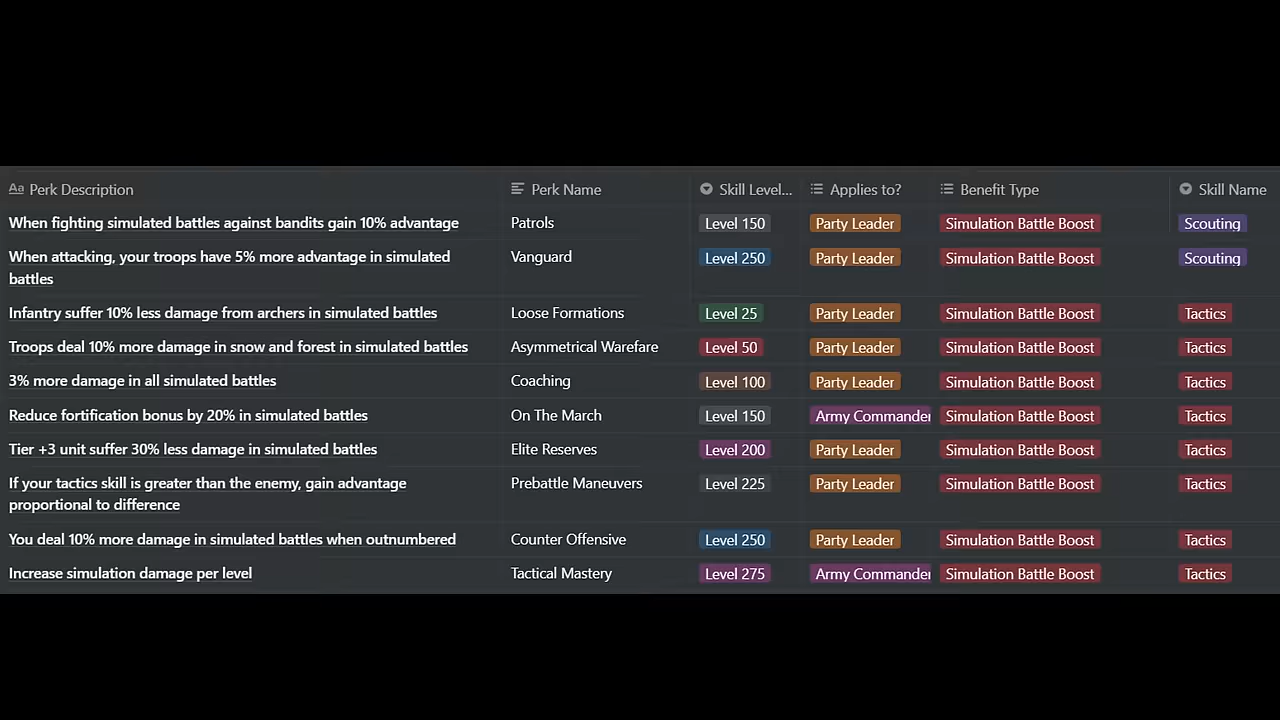 Aa Perk Description Perk Name Skill Level... Applies to? Benefit Type Skill Name
When fighting simulated battles against bandits gain 10% advantage Patrols Level 150 Party Leader Simulation Battle Boost Scouting
When attacking, your troops have 5% more advantage in simulated Vanguard Level 250 Party Leader Simulation Battle Boost Scouting
battles
Infantry suffer 10% less damage from archers in simulated battles Loose Formations Level 25 Party Leader Simulation Battle Boost Tactics
Troops deal 10% more damage in snow and forest in simulated battles Asymmetrical Warefare Level 50 Party Leader Simulation Battle Boost Tactics
3% more damage in all simulated battles Coaching Level 100 Party Leader Simulation Battle Boost Tactics
Reduce fortification bonus by 20% in simulated battles On The March Level 150 Army Commander Simulation Battle Boost Tactics
Tier +3 unit suffer 30% less damage in simulated battles Elite Reserves Level 200 Party Leader Simulation Battle Boost Tactics
If your tactics skill is greater than the enemy, gain advantage Prebattle Maneuvers Level 225 Party Leader Simulation Battle Boost Tactics
proportional to difference
You deal 10% more damage in simulated battles when outnumbered Counter Offensive Level 250 Party Leader Simulation Battle Boost Tactics
Increase simulation damage per level Tactical Mastery Level 275 Army Commander Simulation Battle Boost Tactics